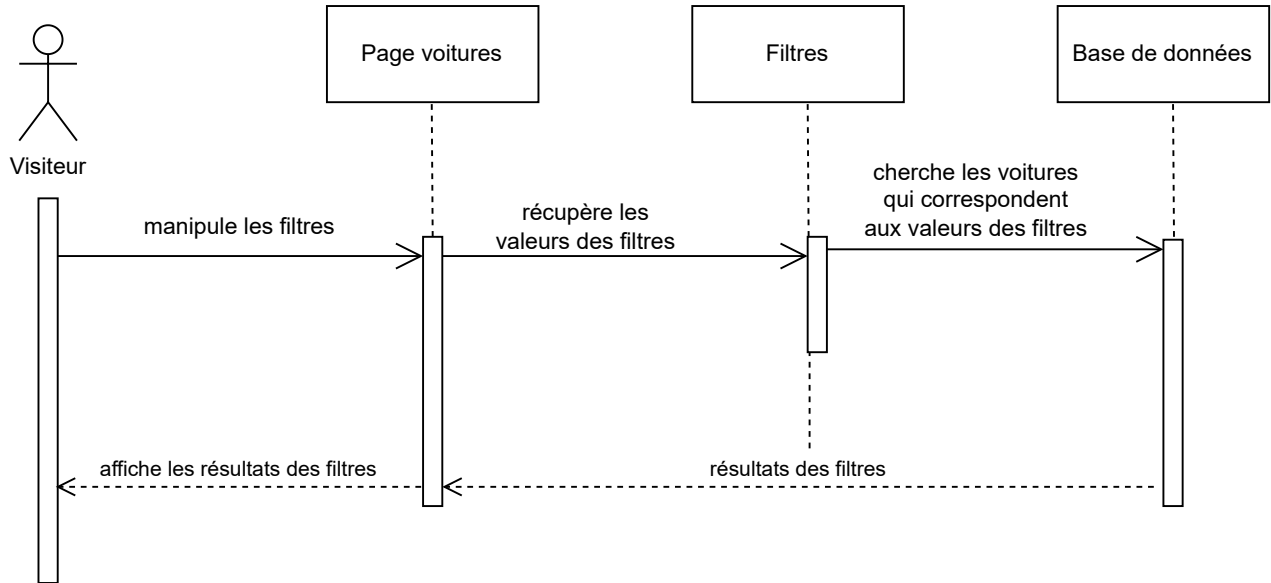 Page voitures
Filtres
Base de données
Visiteur
manipule les filtres
récupère les
valeurs des filtres
cherche les voitures
qui correspondent
aux valeurs des filtres
affiche les résultats des filtres
résultats des filtres